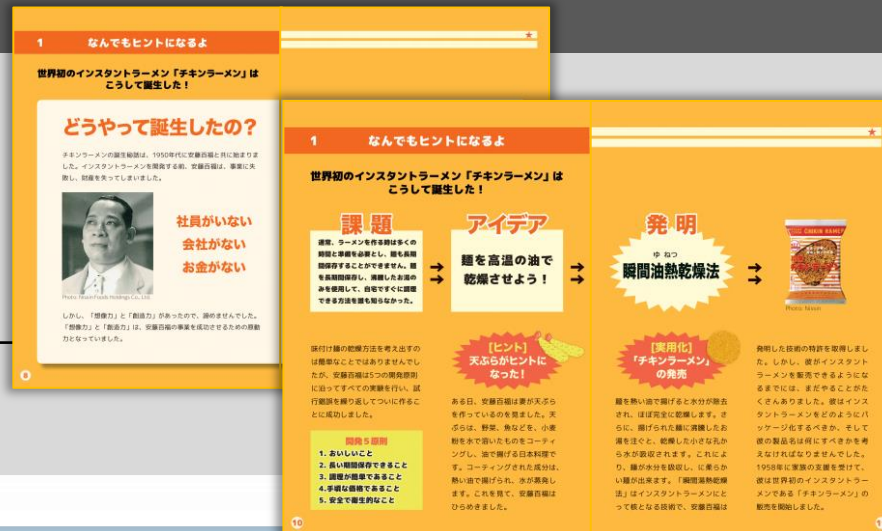 1 なんでもヒントになるよ
世界初のインスタントラーメン「チキンラーメン」は
こうして誕生した！
どうやって誕生したの？
チキンラーメンの誕生秘話は、1950年代に安藤百福と共に始まりま
した。インスタントラーメンを開発する前、安藤百福は、事業に失
敗し、財産を失ってしまいました。
社員がいない
会社がない
お金がない
Photo: Nissin Foods Holdings Co., Ltd.
しかし、「想像力」と「創造力」があったので、諦めませんでした。
「想像力」と「創造力」は、安藤百福の事業を成功させるための原動
力となっていました。
8
1 なんでもヒントになるよ
世界初のインスタントラーメン「チキンラーメン」は
こうして誕生した！
課題
通常、ラーメンを作る時は多くの
時間と準備を必要とし、麺も長期
間保存することができません。麺
を長期間保存し、沸騰したお湯の
みを使用して、自宅ですぐに調理
できる方法を誰も知らなかった。
→
→
アイデア
麺を高温の油で
乾燥させよう！
→
→
発明
ゆ ねつ
瞬間油熱乾燥法
→
→
Photo: Nissin
味付け麺の乾燥方法を考え出すの
は簡単なことではありませんでし
たが、安藤百福は5つの開発原則
に沿ってすべての実験を行い、試
行錯誤を繰り返してついに作るこ
とに成功しました。
開発5原則
1. おいしいこと
2. 長い期間保存できること
3. 調理が簡単であること
4. 手頃な価格であること
5. 安全で衛生的なこと
10
[ヒント]
天ぷらがヒントに
なった！
ある日、安藤百福は妻が天ぷら
を作っているのを見ました。天
ぷらは、野菜、魚などを、小麦
粉を水で溶いたものをコーティ
ングし、油で揚げる日本料理で
す。コーティングされた成分は、
熱い油で揚げられ、水が蒸発し
ます。これを見て、安藤百福は
ひらめきました。
[実用化]
「チキンラーメン」
の発売
麺を熱い油で揚げると水分が除去
され、ほぼ完全に乾燥します。さ
らに、揚げられた麺に沸騰したお
湯を注ぐと、乾燥した小さな孔か
ら水が吸収されます。これによ
り、麺が水分を吸収し、に柔らか
い麺が出来ます。「瞬間湯熱乾燥
法」はインスタントラーメンにと
って核となる技術で、安藤百福は
発明した技術の特許を取得しまし
た。しかし、彼がインスタント
ラーメンを販売できるようにな
るまでには、まだやることがた
くさんありました。彼はインス
タントラーメンをどのようにパ
ッケージ化するべきか、そして
彼の製品名は何にすべきかを考
えなければなりませんでした。
1958年に家族の支援を受けて、
彼は世界初のインスタントラー
メンである「チキンラーメン」の
販売を開始しました。